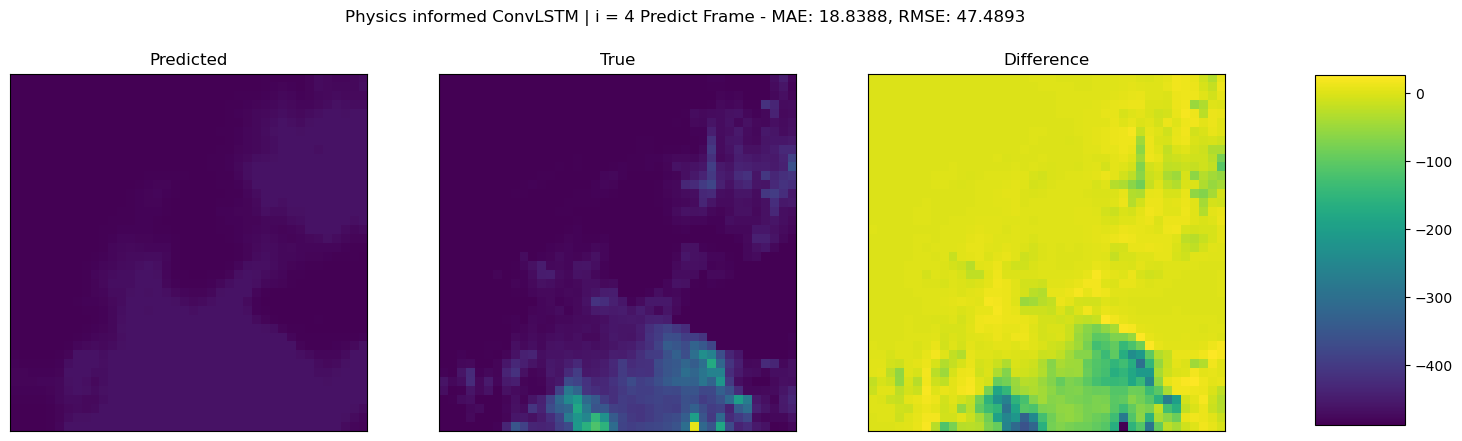 Physics informed ConvLSTM | i = 4 Predict Frame - MAE: 18.8388, RMSE: 47.4893
Predicted
True
Difference
0
−100
−200
−300
−400